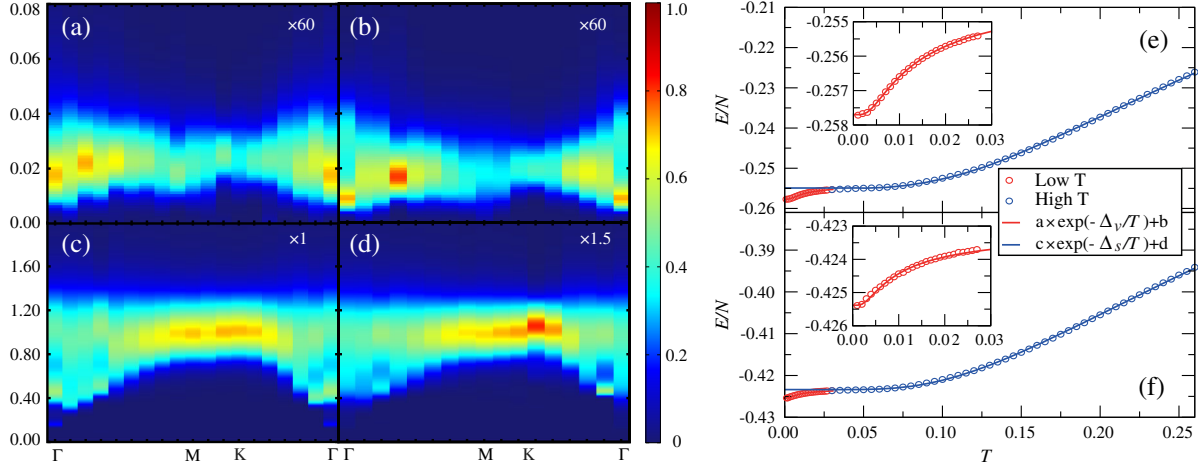 0.08
0.06
0.04
0.02
0.00
(a)
×60
(b)
×60
1.60
1.20
0.80
0.40
0.00
(c)
×1
(d)
×1.5
Γ M K Γ Γ M K Γ
1.0
0.8
0.6
0.4
0.2
0
(e)
E/N
-0.21
-0.22
-0.23
-0.24
-0.25
-0.26
-0.255
-0.256
-0.257
-0.258
0.00 0.01 0.02 0.03
Low T
High T
a×exp(-Δv/T)+b
c×exp(-Δs/T)+d
(f)
E/N
-0.39
-0.40
-0.41
-0.42
-0.43
-0.423
-0.424
-0.425
-0.426
0.00 0.01 0.02 0.03
0.00 0.05 0.10 0.15 0.20 0.25
T